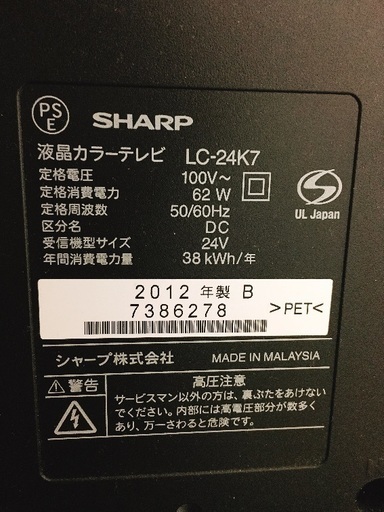 PS
E
SHARP
液晶カラーテレビ LC-24K7
定格電圧 100V～
定格消費電力 62 W
定格周波数 50/60Hz
区分名 DC
受信機型サイズ 24V
年間消費電力量 38 kWh/年
S
UL Japan
2012 年製 B
7386278 >PET<
シャープ株式会社 MADE IN MALAYSIA
警告 高圧注意
サービスマン以外の方は、裏ぶたをあけない
でください。内部には高電圧部分が数多く
あり、万一さわると危険です。